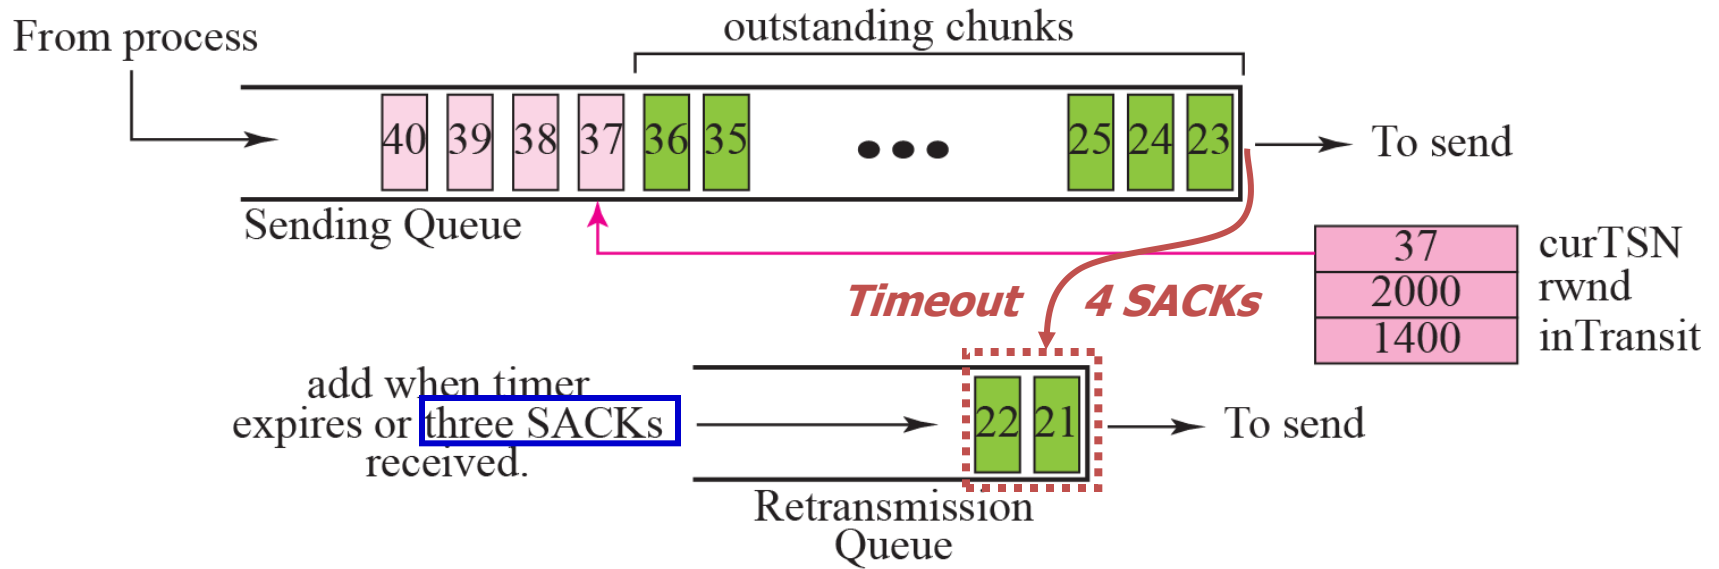 outstanding chunks
From process
40 39 38 37 36 35 25 24 23
To send
Sending Queue
37 curTSN
2000 rwnd
1400 inTransit
Timeout 4 SACKs
add when timer
expires or three SACKs
received.
22 21
To send
Retransmission
Queue